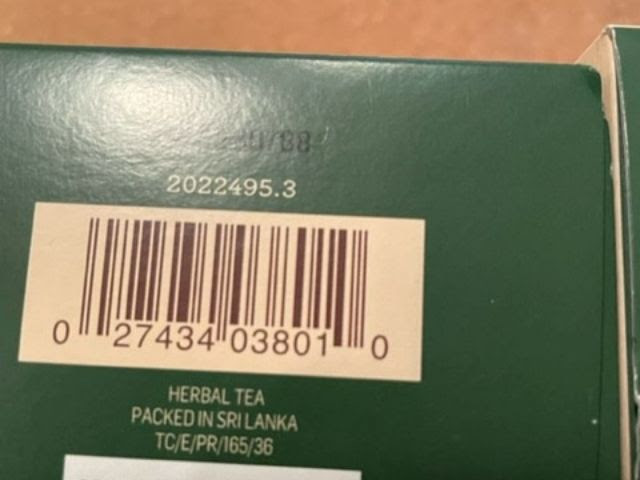 2022495.3
0 27434 03801 0
HERBAL TEA
PACKED IN SRI LANKA
TC/E/PR/165/36